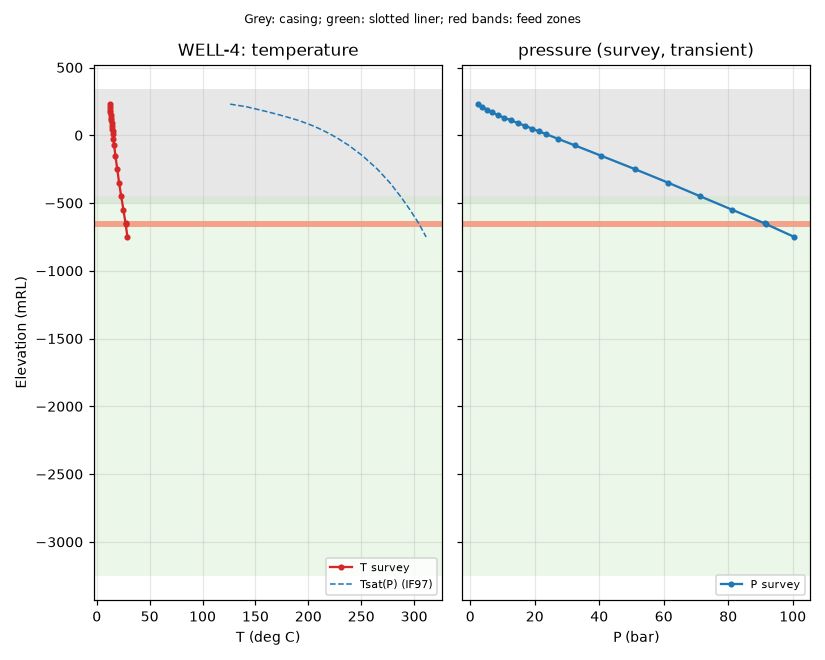 Grey: casing; green: slotted liner; red bands: feed zones
WELL-4: temperature
pressure (survey, transient)
500
0
−500
−1000
−1500
−2000
−2500
−3000
Elevation (mRL)
T survey
Tsat(P) (IF97)
P survey
0 50 100 150 200 250 300
0 20 40 60 80 100
T (deg C)
P (bar)